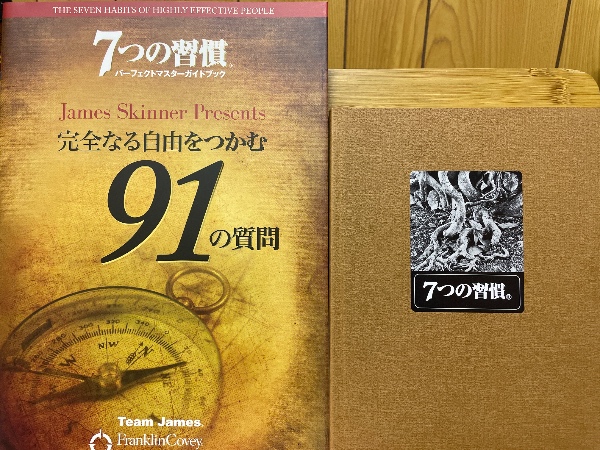 THE SEVEN HABITS OF HIGHLY EFFECTIVE PEOPLE
7つの習慣®
パーフェクトマスターガイドブック
James Skinner Presents
完全なる自由をつかむ
91の質問
Team James®
FranklinCovey®
7つの習慣®